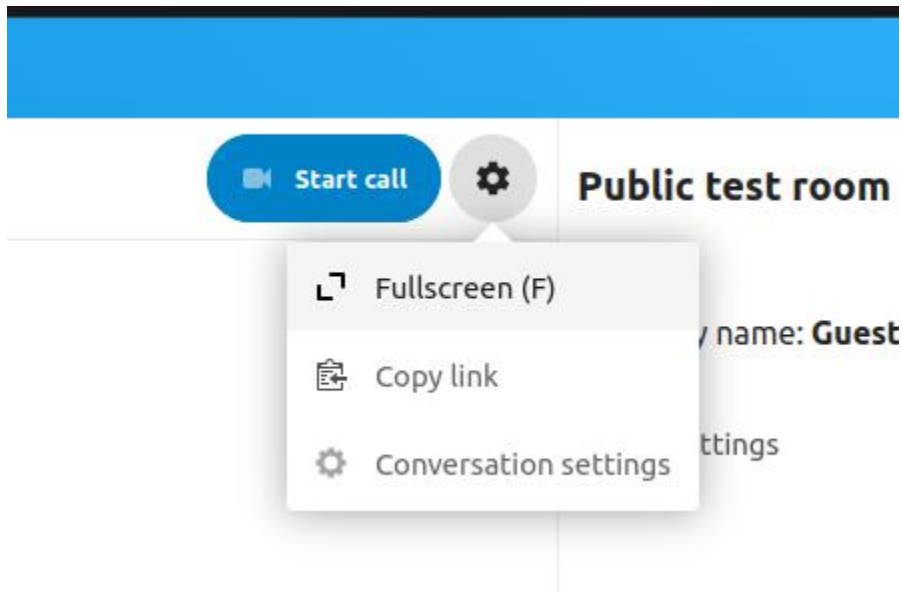 Start call
Public test room
Fullscreen (F)
name: Guest
Copy link
ttings
Conversation settings